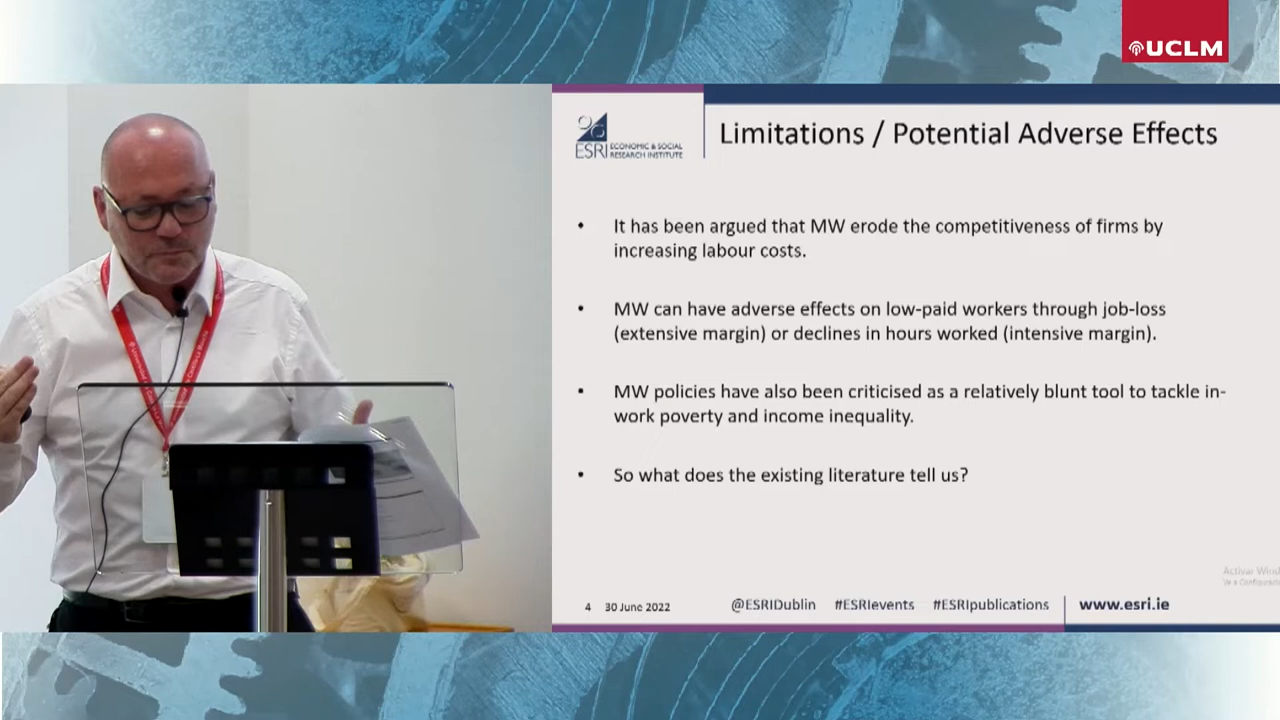 UCLM
ESRI ECONOMIC & SOCIAL
RESEARCH INSTITUTE
Limitations / Potential Adverse Effects
• It has been argued that MW erode the competitiveness of firms by
increasing labour costs.
• MW can have adverse effects on low-paid workers through job-loss
(extensive margin) or declines in hours worked (intensive margin).
• MW policies have also been criticised as a relatively blunt tool to tackle in-
work poverty and income inequality.
• So what does the existing literature tell us?
Activar Wind
4 30 June 2022 @ESRIDublin #ESRIevents #ESRIpublications www.esri.ie